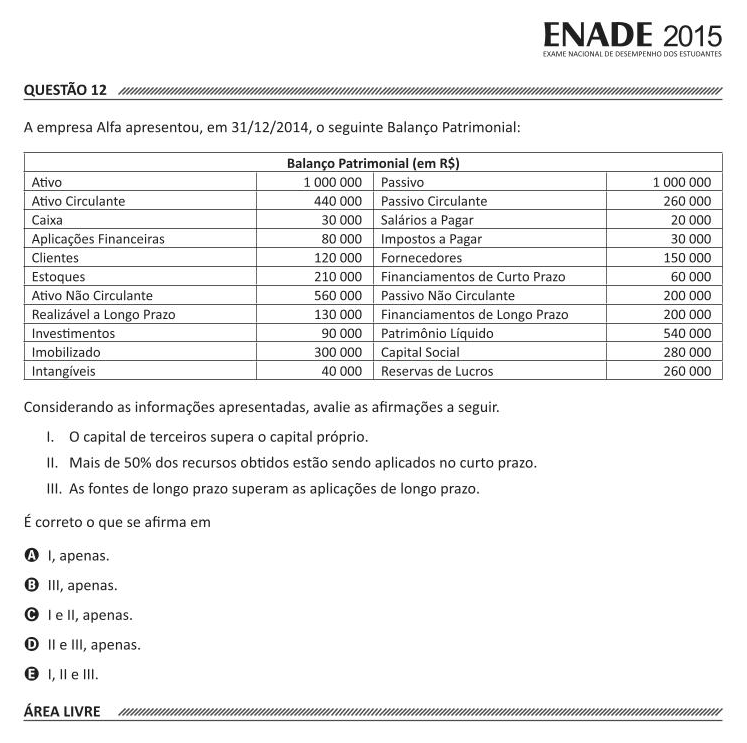 ENADE 2015
EXAME NACIONAL DE DESEMPENHO DOS ESTUDANTES
QUESTÃO 12
A empresa Alfa apresentou, em 31/12/2014, o seguinte Balanço Patrimonial:
Balanço Patrimonial (em R$)
Ativo 1 000 000 Passivo 1 000 000
Ativo Circulante 440 000 Passivo Circulante 260 000
Caixa 30 000 Salários a Pagar 20 000
Aplicações Financeiras 80 000 Impostos a Pagar 30 000
Clientes 120 000 Fornecedores 150 000
Estoques 210 000 Financiamentos de Curto Prazo 60 000
Ativo Não Circulante 560 000 Passivo Não Circulante 200 000
Realizável a Longo Prazo 130 000 Financiamentos de Longo Prazo 200 000
Investimentos 90 000 Patrimônio Líquido 540 000
Imobilizado 300 000 Capital Social 280 000
Intangíveis 40 000 Reservas de Lucros 260 000
Considerando as informações apresentadas, avalie as afirmações a seguir.
I. O capital de terceiros supera o capital próprio.
II. Mais de 50% dos recursos obtidos estão sendo aplicados no curto prazo.
III. As fontes de longo prazo superam as aplicações de longo prazo.
É correto o que se afirma em
A I, apenas.
B III, apenas.
C I e II, apenas.
D II e III, apenas.
E I, II e III.
ÁREA LIVRE